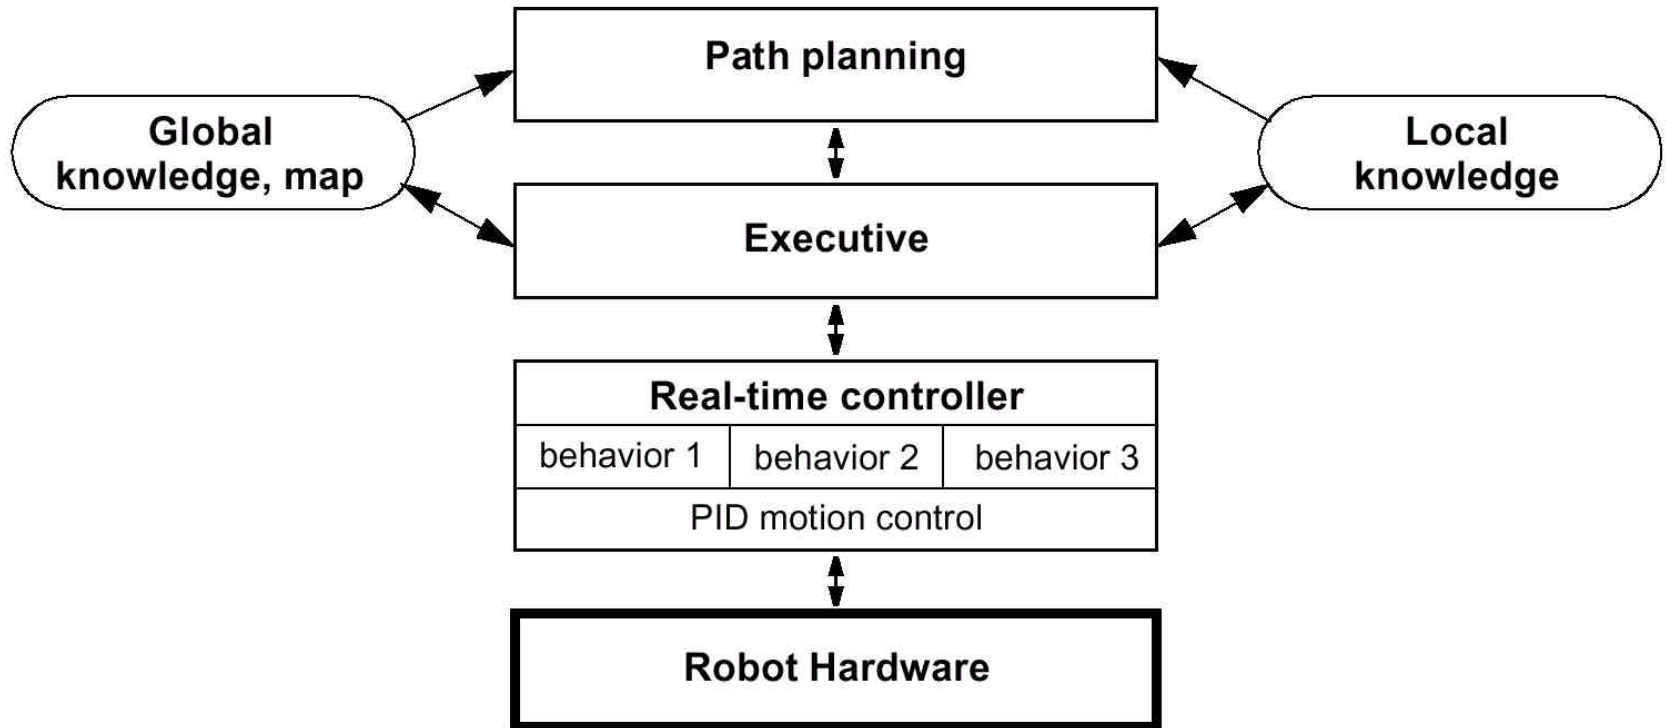 Path planning
Global
knowledge, map
Local
knowledge
Executive
Real-time controller
behavior 1
behavior 2
behavior 3
PID motion control
Robot Hardware